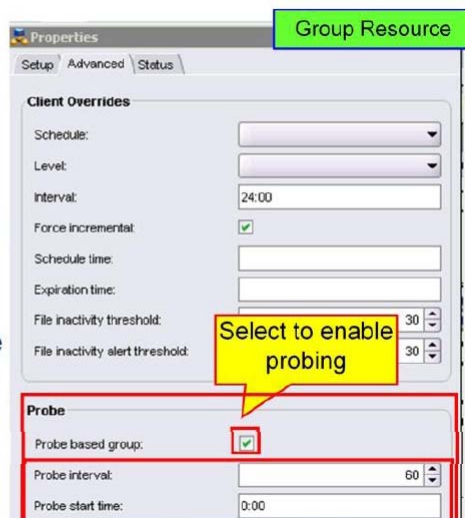 Group Resource
Properties
Setup Advanced Status
Client Overrides
Schedule:
Level:
Interval: 24:00
Force incremental:
Schedule time:
Expiration time:
File inactivity threshold: 30
File inactivity alert threshold: 30
Select to enable
probing
Probe
Probe based group:
Probe interval: 60
Probe start time: 0:00